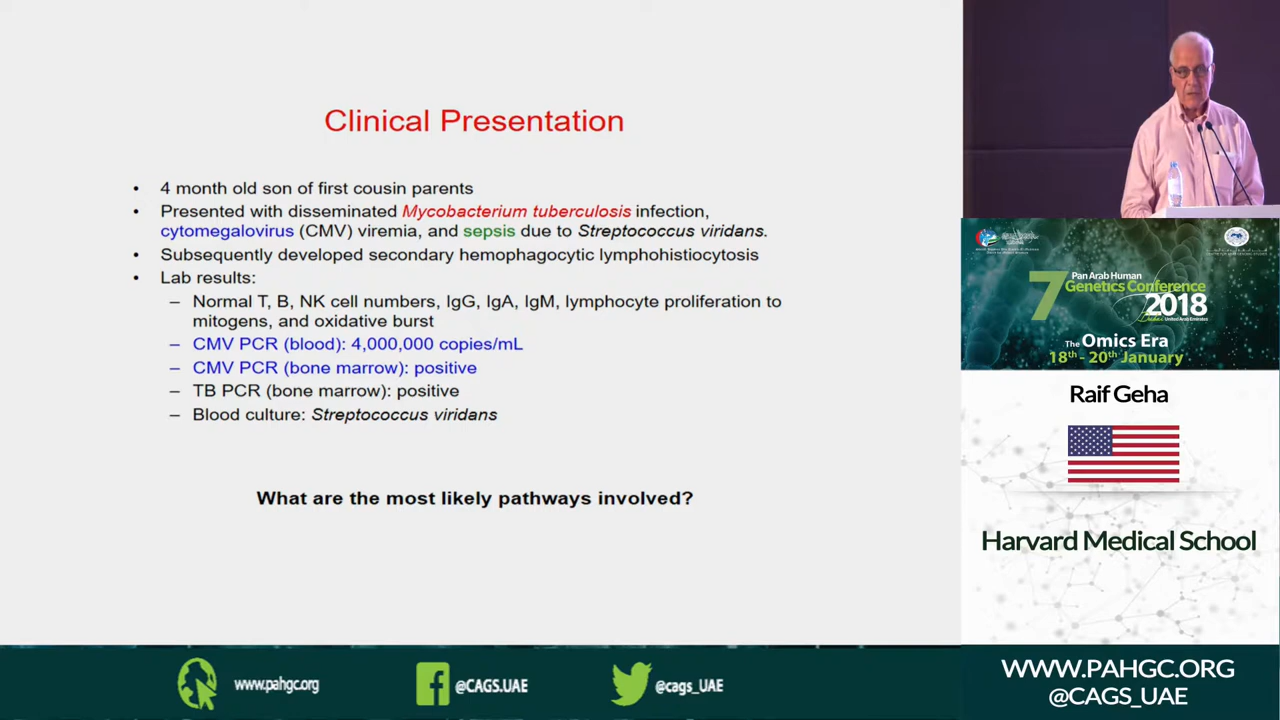 Clinical Presentation
• 4 month old son of first cousin parents
• Presented with disseminated Mycobacterium tuberculosis infection,
cytomegalovirus (CMV) viremia, and sepsis due to Streptococcus viridans.
• Subsequently developed secondary hemophagocytic lymphohistiocytosis
• Lab results:
– Normal T, B, NK cell numbers, IgG, IgA, IgM, lymphocyte proliferation to
mitogens, and oxidative burst
– CMV PCR (blood): 4,000,000 copies/mL
– CMV PCR (bone marrow): positive
– TB PCR (bone marrow): positive
– Blood culture: Streptococcus viridans
What are the most likely pathways involved?
7
Pan Arab Human
Genetics Conference
2018
Dubai
United Arab Emirates
The Omics Era
18th - 20th January
Raif Geha
Harvard Medical School
WWW.PAHGC.ORG
@CAGS_UAE
www.pahgc.org
@CAGS.UAE
@cags_UAE